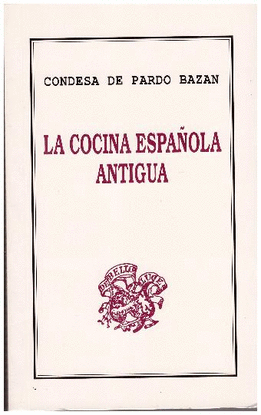 CONDESA DE PARDO BAZAN
LA COCINA ESPAÑOLA
ANTIGUA